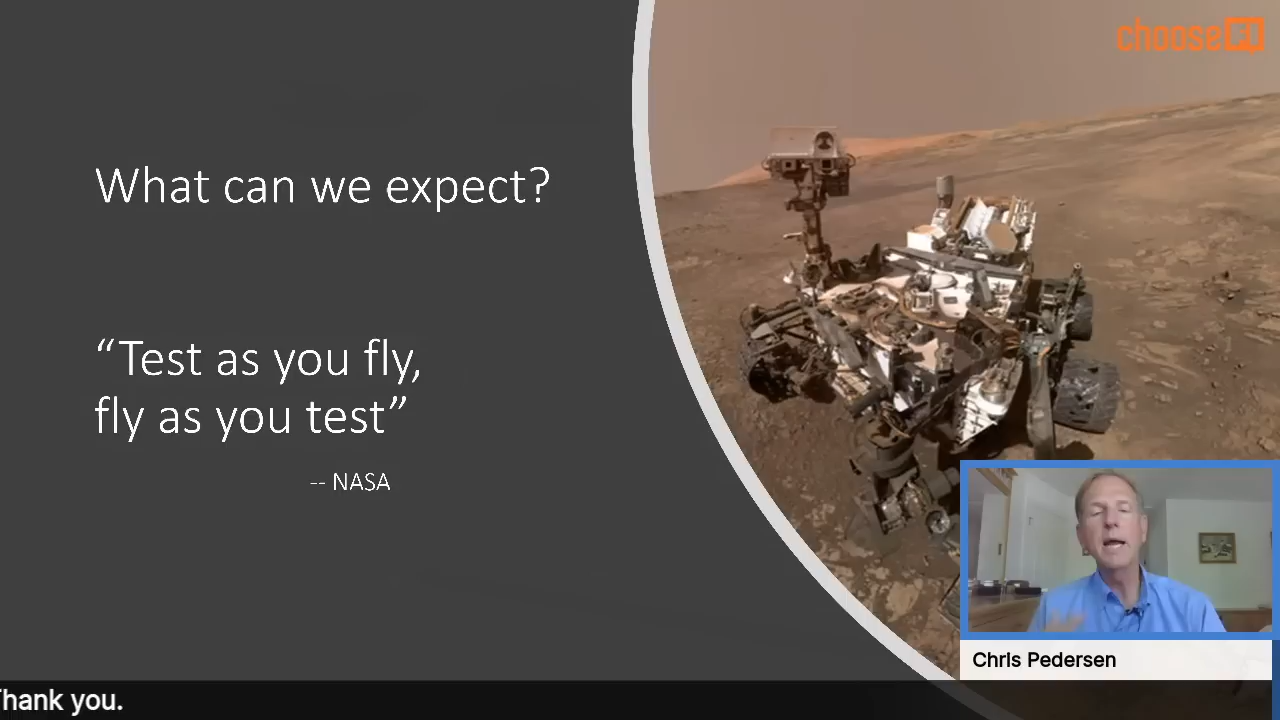 chooseFI
What can we expect?
“Test as you fly,
fly as you test”
-- NASA
Chris Pedersen
Thank you.